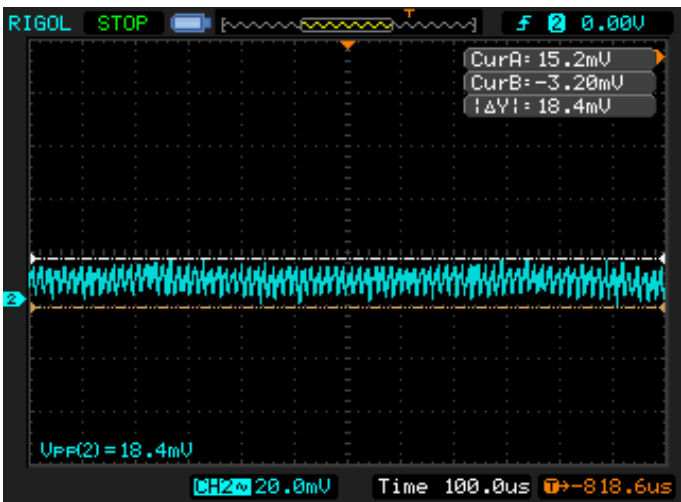 RIGOL STOP T 2 0.00V
CurA= 15.2mV
CurB=-3.20mV
|ΔY|= 18.4mV
2
VPP(2)=18.4mV
CH2 20.0mV Time 100.0us T→-818.6us